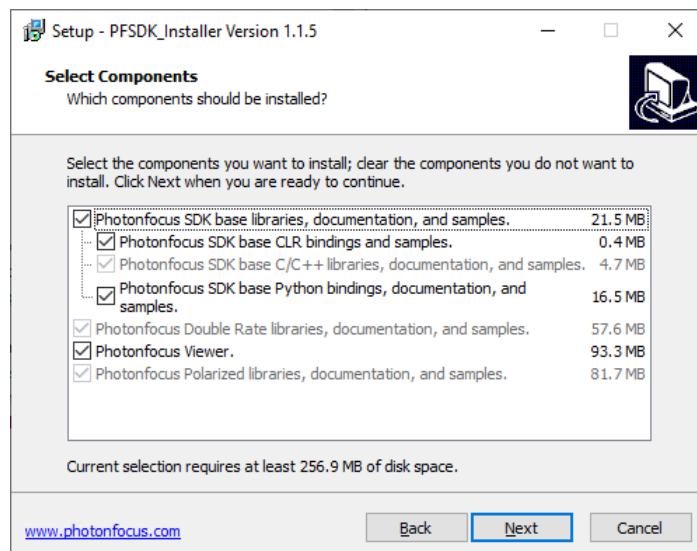 Setup - PFSDK_Installer Version 1.1.5
Select Components
Which components should be installed?
Select the components you want to install; clear the components you do not want to
install. Click Next when you are ready to continue.
Photonfocus SDK base libraries, documentation, and samples. 21.5 MB
Photonfocus SDK base CLR bindings and samples. 0.4 MB
Photonfocus SDK base C/C++ libraries, documentation, and samples. 4.7 MB
Photonfocus SDK base Python bindings, documentation, and
samples. 16.5 MB
Photonfocus Double Rate libraries, documentation, and samples. 57.6 MB
Photonfocus Viewer. 93.3 MB
Photonfocus Polarized libraries, documentation, and samples. 81.7 MB
Current selection requires at least 256.9 MB of disk space.
www.photonfocus.com Back Next Cancel